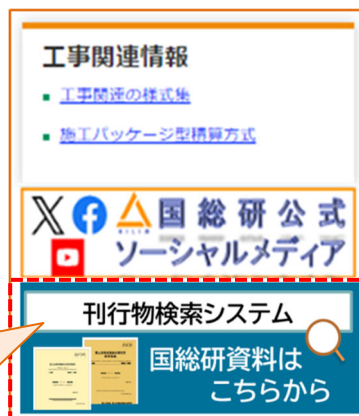 工事関連情報
工事関連の様式集
施工パッケージ型積算方式
国総研公式
ソーシャルメディア
刊行物検索システム
国総研資料は
こちらから